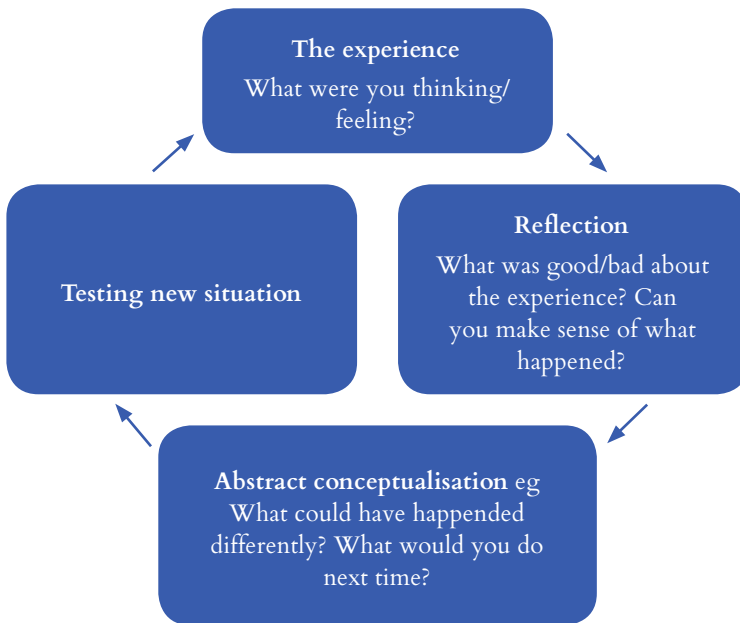 The experience
What were you thinking/
feeling?
Reflection
What was good/bad about
the experience? Can
you make sense of what
happened?
Abstract conceptualisation eg
What could have happended
differently? What would you do
next time?
Testing new situation